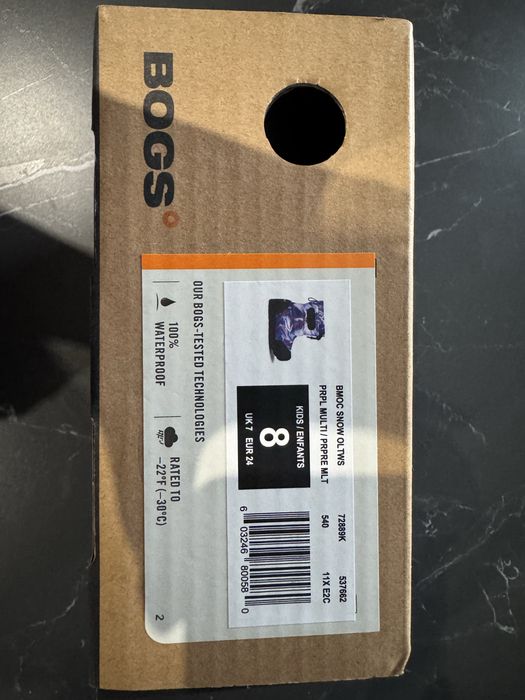 BOGS
OUR BOGS-TESTED TECHNOLOGIES
100%
WATERPROOF
RATED TO
−22°F (−30°C)
2
BMOC SNOW OLTWS 72889K 537662
PRPL MULTI / PRPRE MLT 540 11X E2C
KIDS / ENFANTS
8
UK 7 EUR 24
6 03246 80058 0